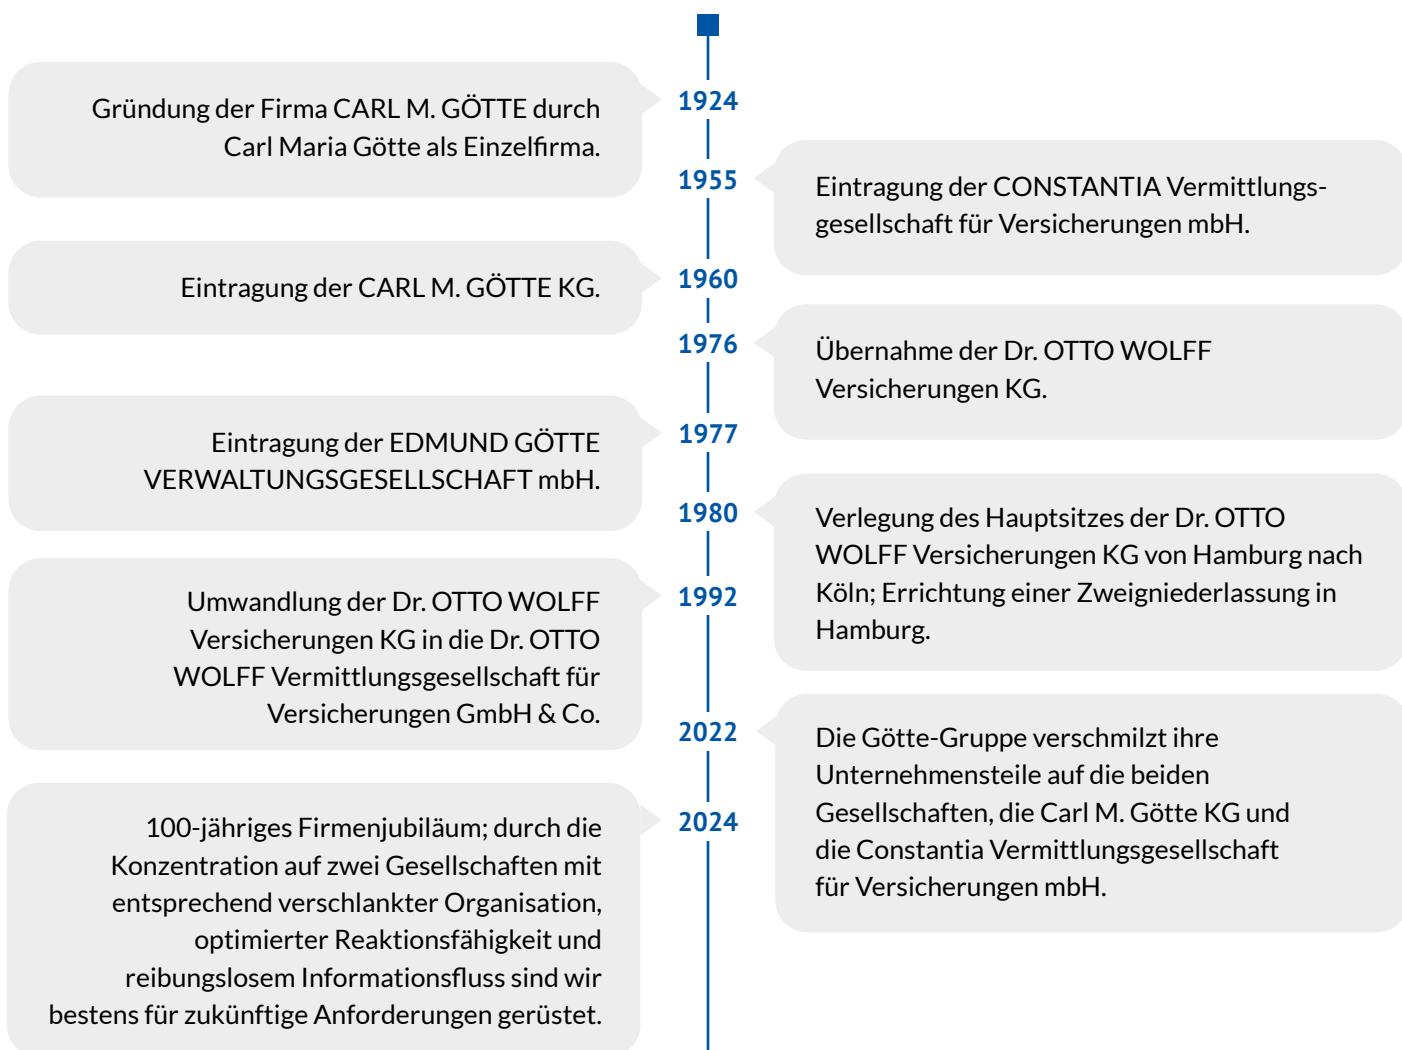 1924
Gründung der Firma CARL M. GÖTTE durch
Carl Maria Götte als Einzelfirma.
1955
Eintragung der CONSTANTIA Vermittlungs-
gesellschaft für Versicherungen mbH.
1960
Eintragung der CARL M. GÖTTE KG.
1976
Übernahme der Dr. OTTO WOLFF
Versicherungen KG.
1977
Eintragung der EDMUND GÖTTE
VERWALTUNGSGESELLSCHAFT mbH.
1980
Verlegung des Hauptsitzes der Dr. OTTO
WOLFF Versicherungen KG von Hamburg nach
Köln; Errichtung einer Zweigniederlassung in
Hamburg.
1992
Umwandlung der Dr. OTTO WOLFF
Versicherungen KG in die Dr. OTTO
WOLFF Vermittlungsgesellschaft für
Versicherungen GmbH & Co.
2022
Die Götte-Gruppe verschmilzt ihre
Unternehmensteile auf die beiden
Gesellschaften, die Carl M. Götte KG und
die Constantia Vermittlungsgesellschaft
für Versicherungen mbH.
2024
100-jähriges Firmenjubiläum; durch die
Konzentration auf zwei Gesellschaften mit
entsprechend verschlankter Organisation,
optimierter Reaktionsfähigkeit und
reibungslosem Informationsfluss sind wir
bestens für zukünftige Anforderungen gerüstet.